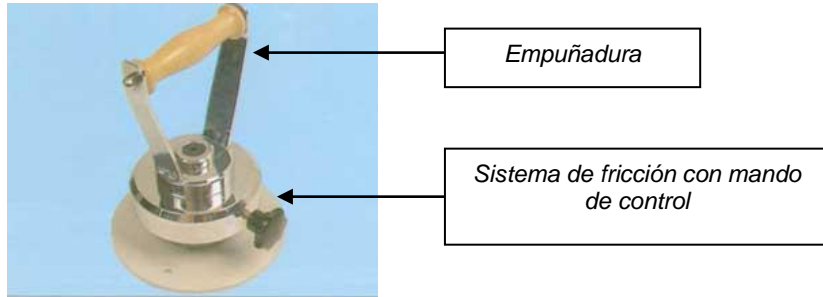 Empuñadura
Sistema de fricción con mando
de control